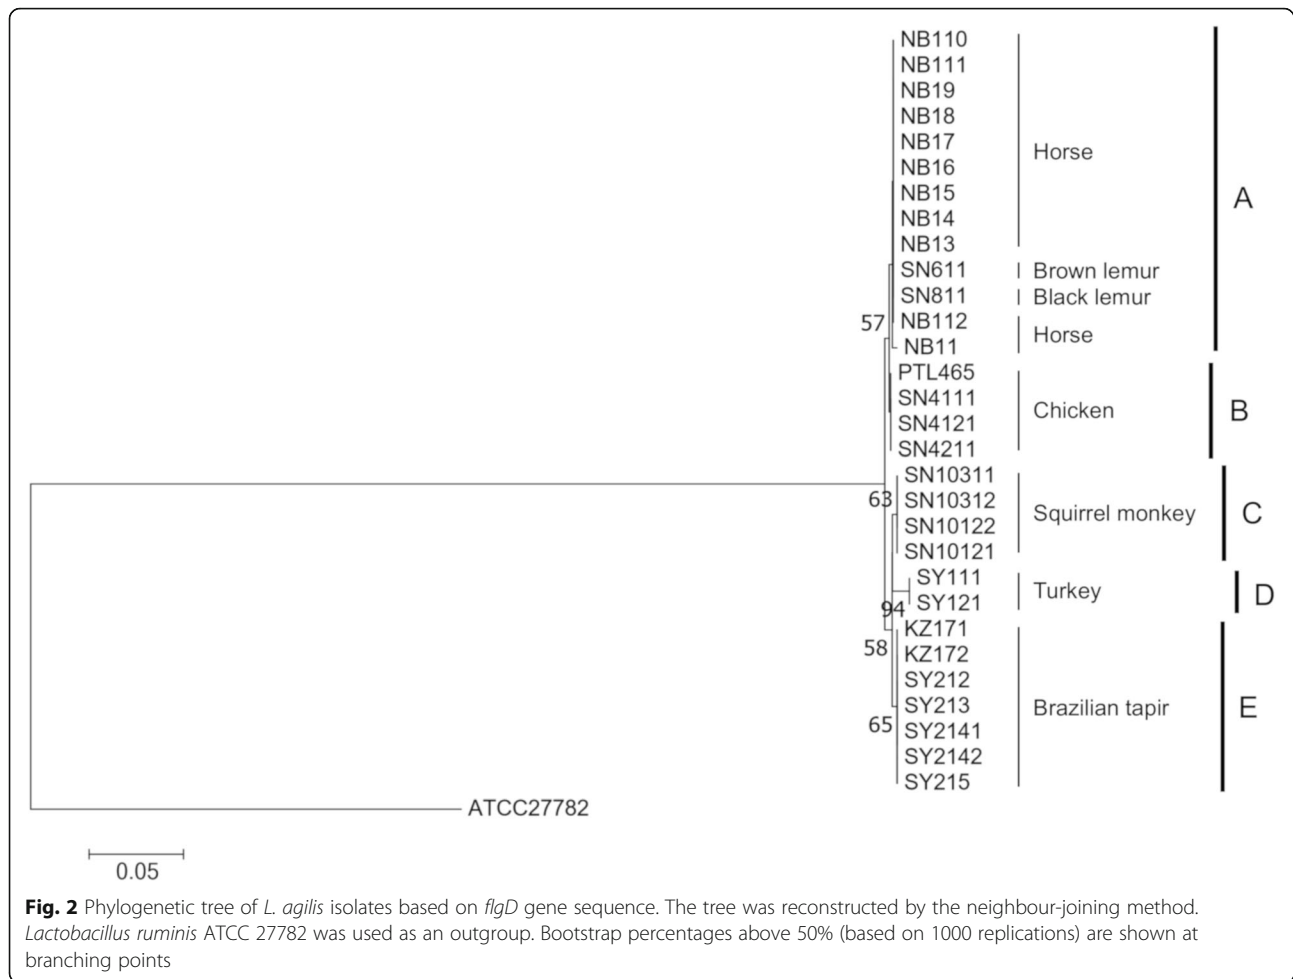 NB110
NB111
NB19
NB18
NB17
NB16
NB15
NB14
NB13
Horse
A
SN611
Brown lemur
SN811
Black lemur
57
NB112
NB11
Horse
PTL465
SN4111
SN4121
SN4211
Chicken
B
SN10311
63
SN10312
SN10122
SN10121
Squirrel monkey
C
SY111
94
SY121
Turkey
D
KZ171
58
KZ172
SY212
SY213
65
SY2141
SY2142
SY215
Brazilian tapir
E
ATCC27782
0.05
Fig. 2 Phylogenetic tree of L. agilis isolates based on flgD gene sequence. The tree was reconstructed by the neighbour-joining method.
Lactobacillus ruminis ATCC 27782 was used as an outgroup. Bootstrap percentages above 50% (based on 1000 replications) are shown at
branching points